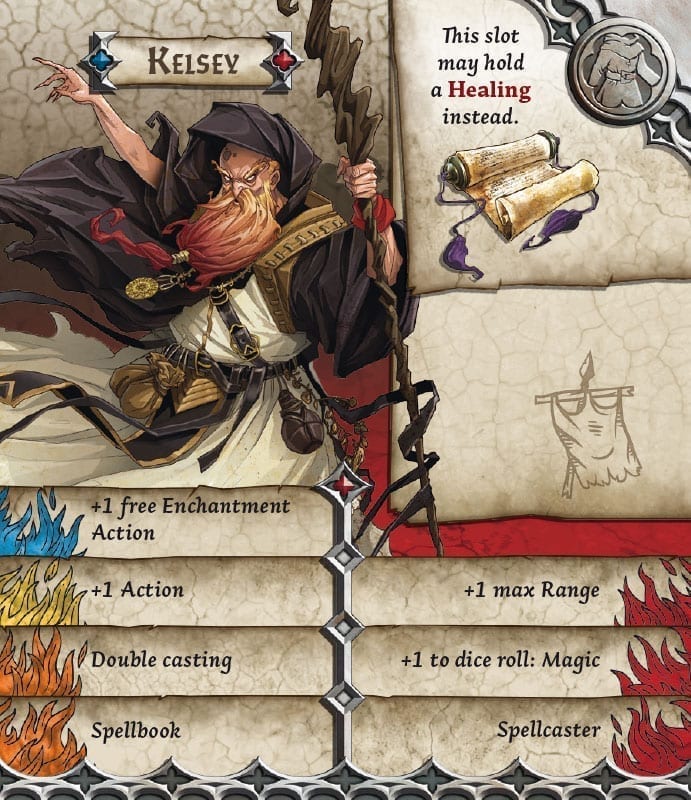 Kelsey
This slot
may hold
a Healing
instead.
+1 free Enchantment
Action
+1 Action
+1 max Range
Double casting
+1 to dice roll: Magic
Spellbook
Spellcaster